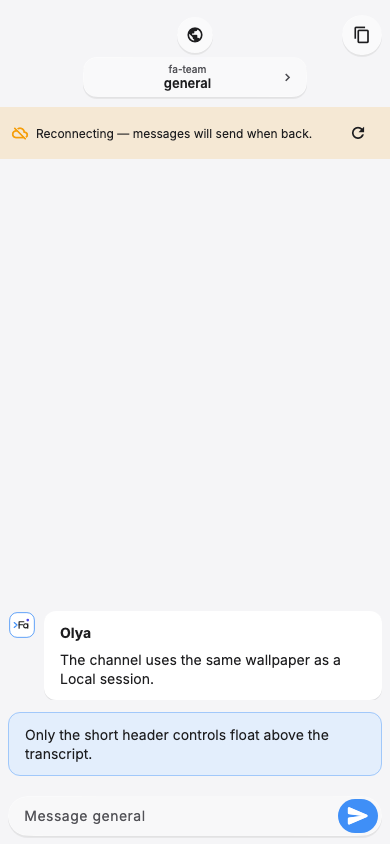 fa-team
general
Reconnecting — messages will send when back.
>Fa
Olya
The channel uses the same wallpaper as a
Local session.
Only the short header controls float above the
transcript.
Message general